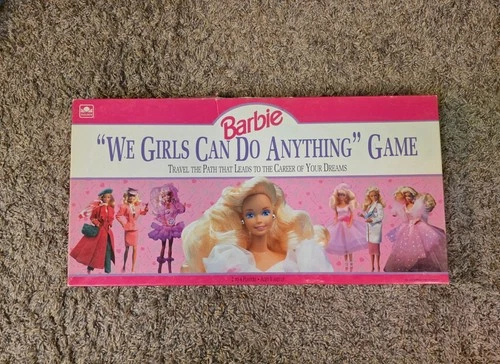 Barbie
"WE GIRLS CAN DO ANYTHING" GAME
TRAVEL THE PATH THAT LEADS TO THE CAREER OF YOUR DREAMS